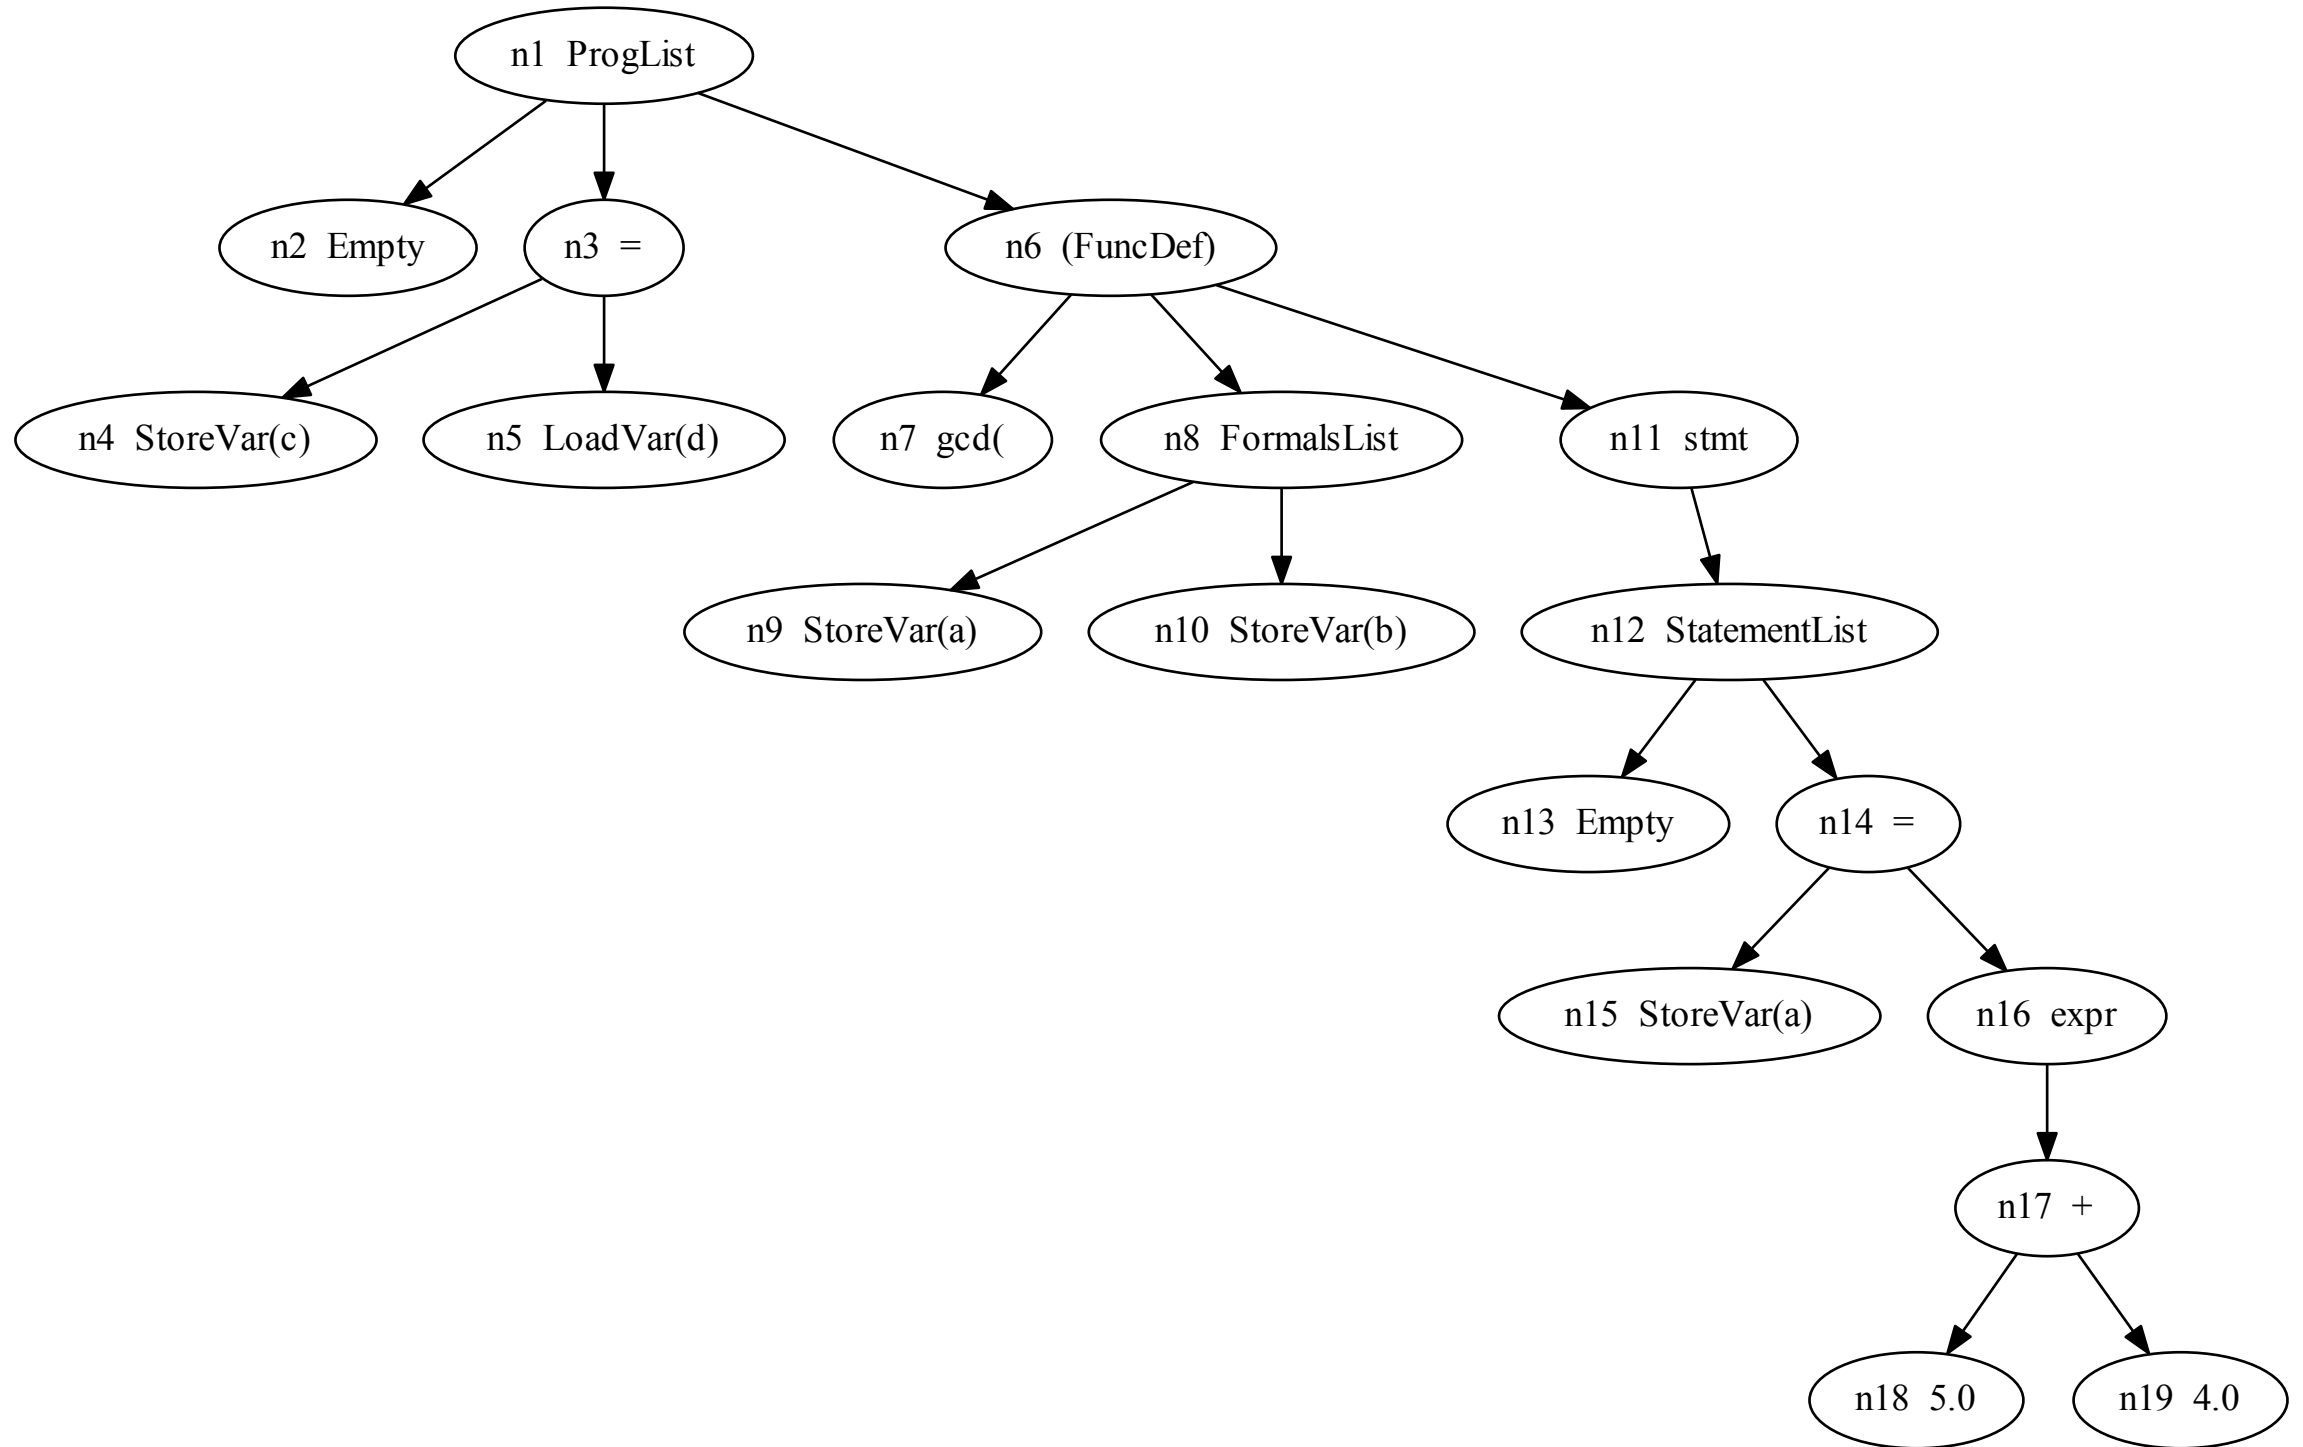 n1 ProgList
n2 Empty
n3 =
n6 (FuncDef)
n4 StoreVar(c)
n5 LoadVar(d)
n7 gcd(
n8 FormalsList
n11 stmt
n9 StoreVar(a)
n10 StoreVar(b)
n12 StatementList
n13 Empty
n14 =
n15 StoreVar(a)
n16 expr
n17 +
n18 5.0
n19 4.0